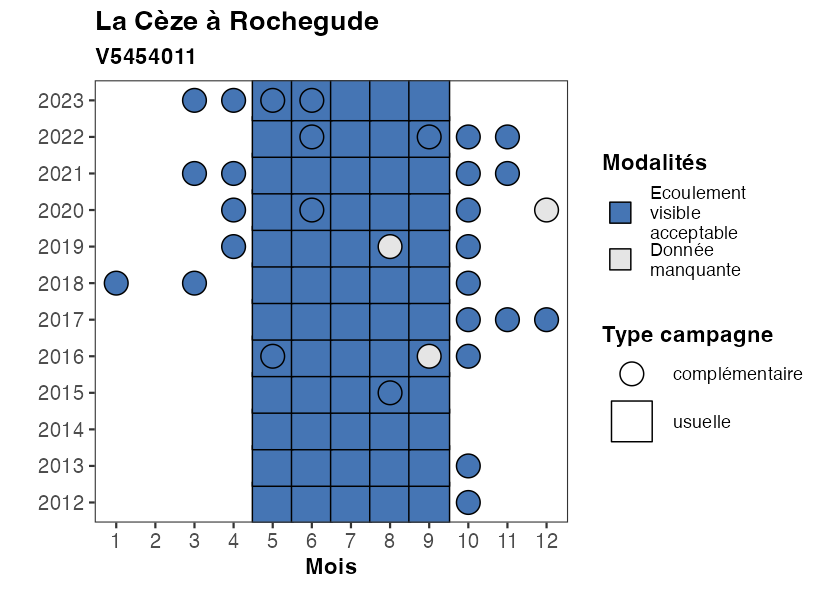 La Cèze à Rochegude
V5454011
2023
2022
2021
2020
2019
2018
2017
2016
2015
2014
2013
2012
1 2 3 4 5 6 7 8 9 10 11 12
Mois
Modalités
Ecoulement
visible
acceptable
Donnée
manquante
Type campagne
complémentaire
usuelle